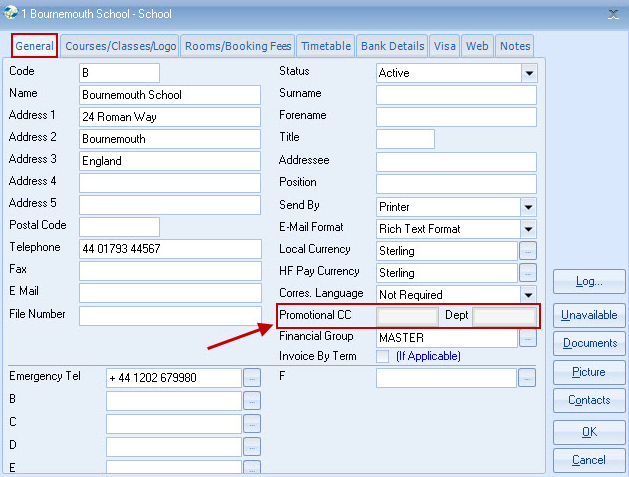 1 Bournemouth School - School
General Courses/Classes/Logo Rooms/Booking Fees Timetable Bank Details Visa Web Notes
Code B Status Active
Name Bournemouth School Surname
Address 1 24 Roman Way Forename
Address 2 Bournemouth Title
Address 3 England Addressee
Address 4 Position
Address 5 Send By Printer
Postal Code E-Mail Format Rich Text Format
Telephone 44 01793 44567 Local Currency Sterling ...
Fax HF Pay Currency Sterling ...
E Mail Corres. Language Not Required
File Number Promotional CC Dept
Financial Group MASTER ...
Invoice By Term (If Applicable)
Emergency Tel + 44 1202 679980 ... F ...
B ...
C ...
D ...
E ...
Log...
Unavailable
Documents
Picture
Contacts
OK
Cancel